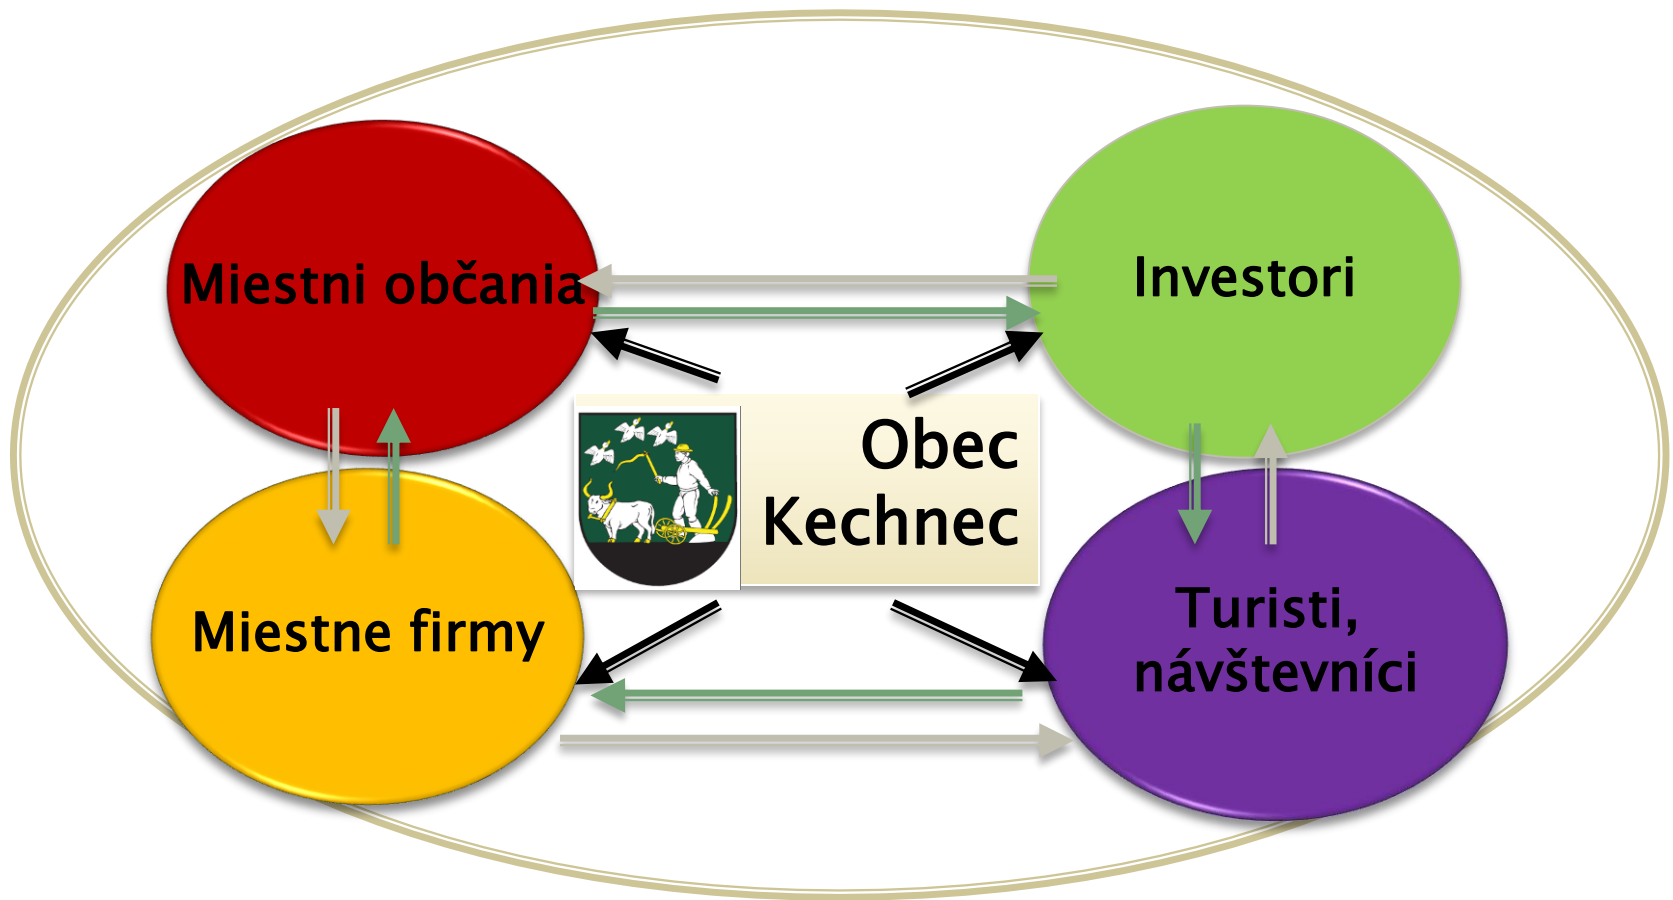 Miestni občania
Investori
Obec
Kechnec
Miestne firmy
Turisti,
návštevníci